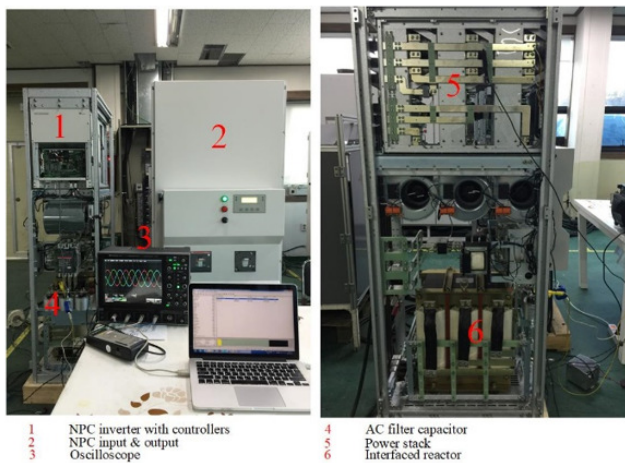 1
2
3
4
5
6
1 NPC inverter with controllers
2 NPC input & output
3 Oscilloscope
4 AC filter capacitor
5 Power stack
6 Interfaced reactor